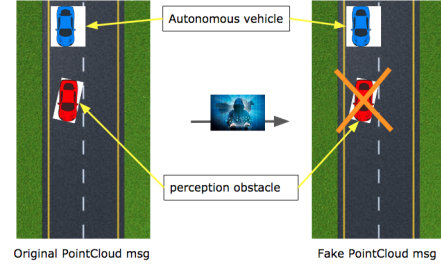 Autonomous vehicle
perception obstacle
Original PointCloud msg
Fake PointCloud msg